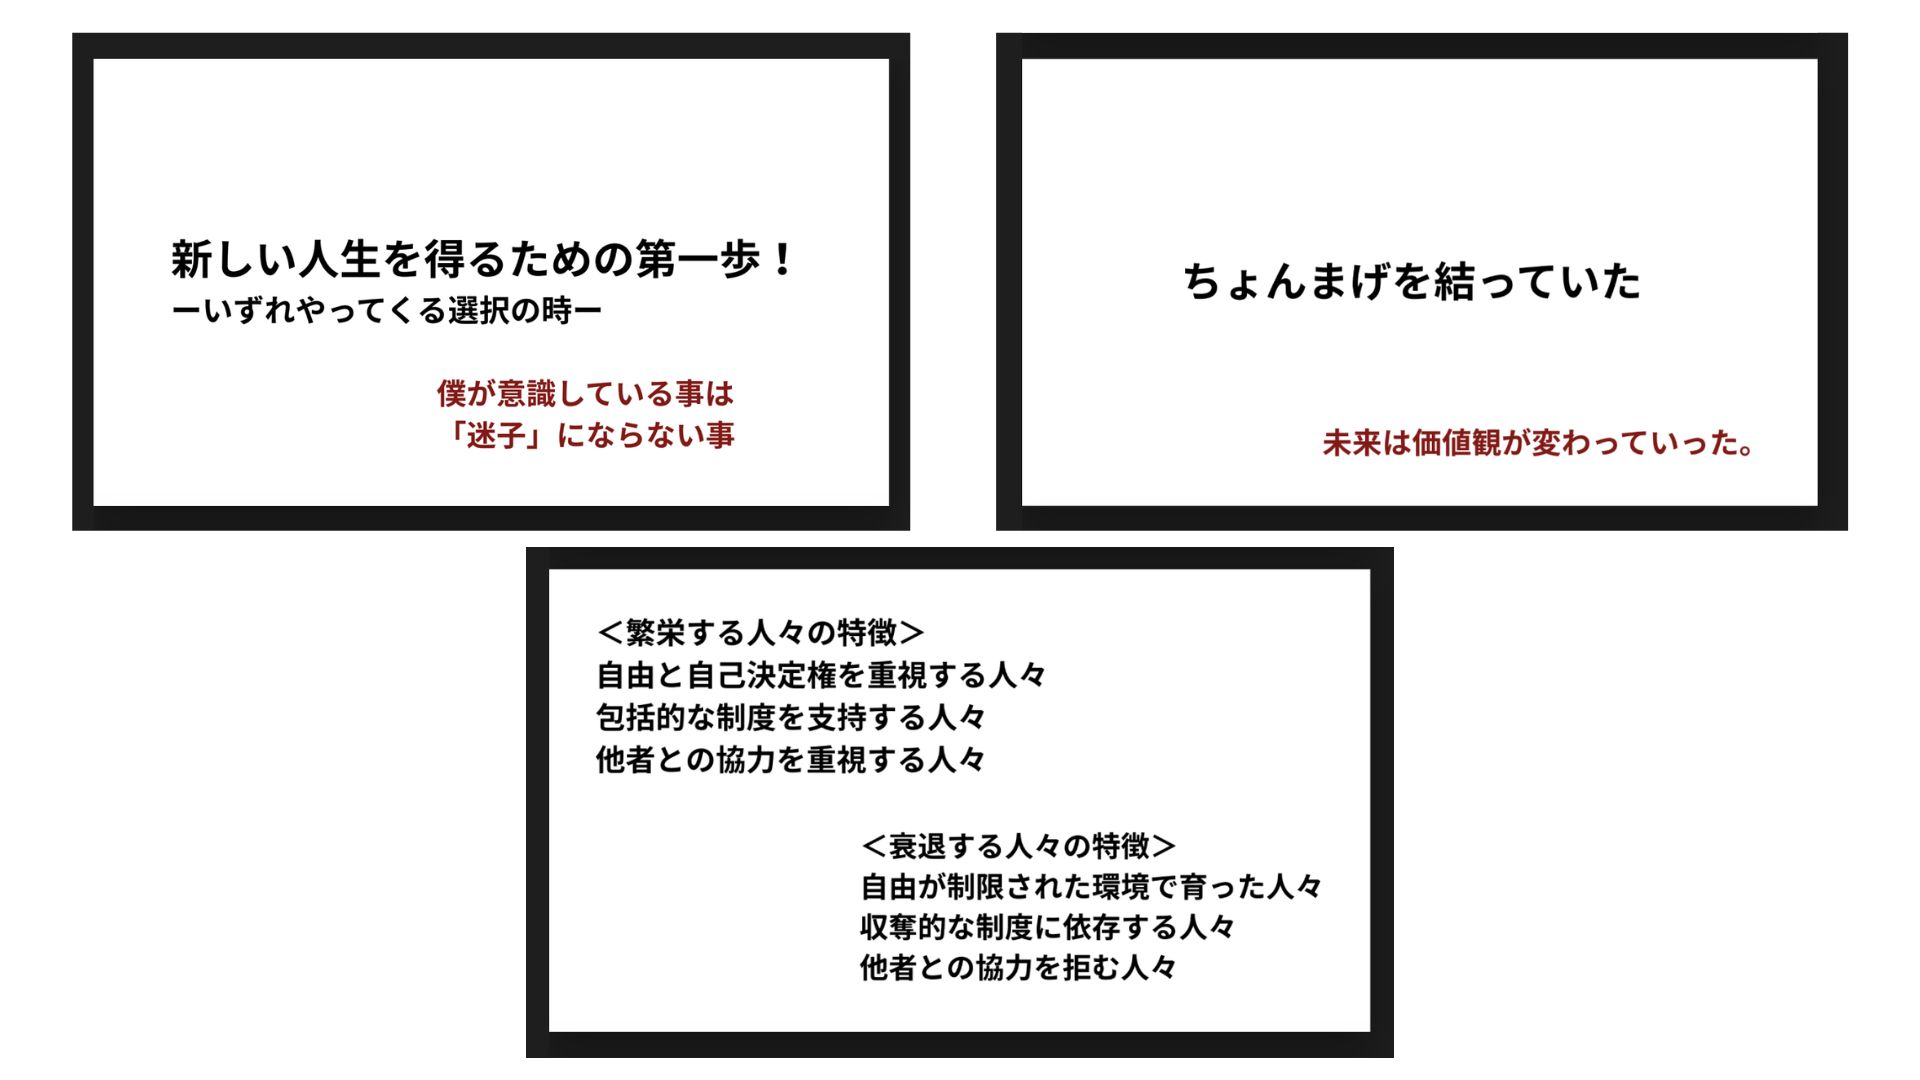 新しい人生を得るための第一歩！
ーいずれやってくる選択の時ー
僕が意識している事は
「迷子」にならない事
ちょんまげを結っていた
未来は価値観が変わっていった。
＜繁栄する人々の特徴＞
自由と自己決定権を重視する人々
包括的な制度を支持する人々
他者との協力を重視する人々
＜衰退する人々の特徴＞
自由が制限された環境で育った人々
収奪的な制度に依存する人々
他者との協力を拒む人々